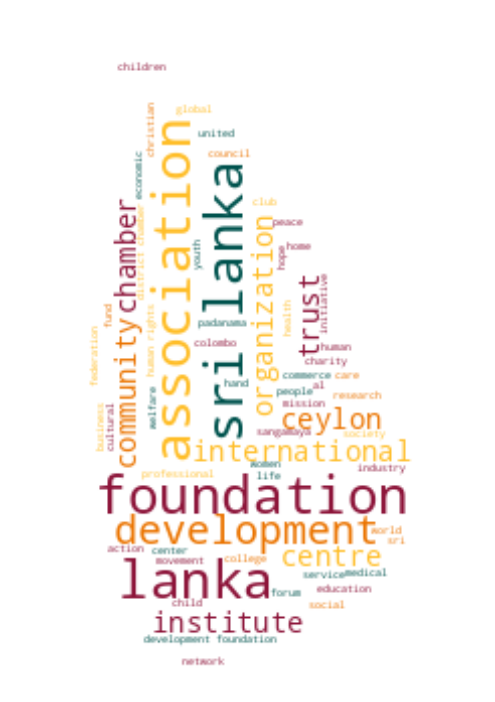 children
global
christian
united
association
council
economic
sri lanka
club
chamber
district chamber
organization
peace
youth
home
hope
trust
initiative
fund
health
human rights
padanama
community
federation
colombo
human
charity
commerce
care
hand
al
people
research
welfare
mission
business
cultural
ceylon
sangamaya
society
international
women
industry
professional
life
foundation
development
world
sri
action
center
centre
movement
college
lanka
service
medical
education
forum
child
social
institute
development foundation
network